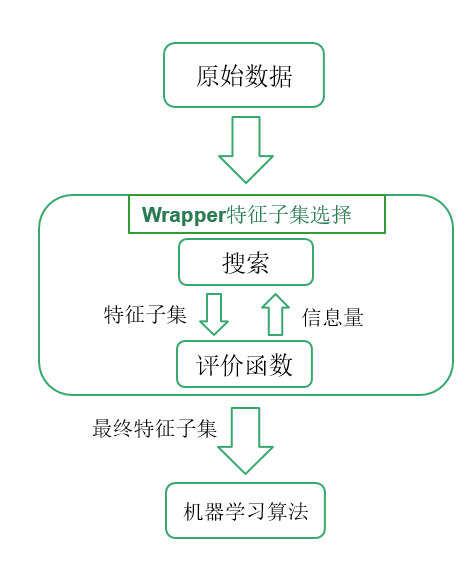 原始数据
Wrapper特征子集选择
搜索
特征子集
信息量
评价函数
最终特征子集
机器学习算法